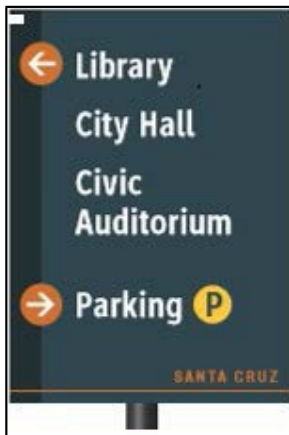 Library
City Hall
Civic
Auditorium
Parking P
SANTA CRUZ